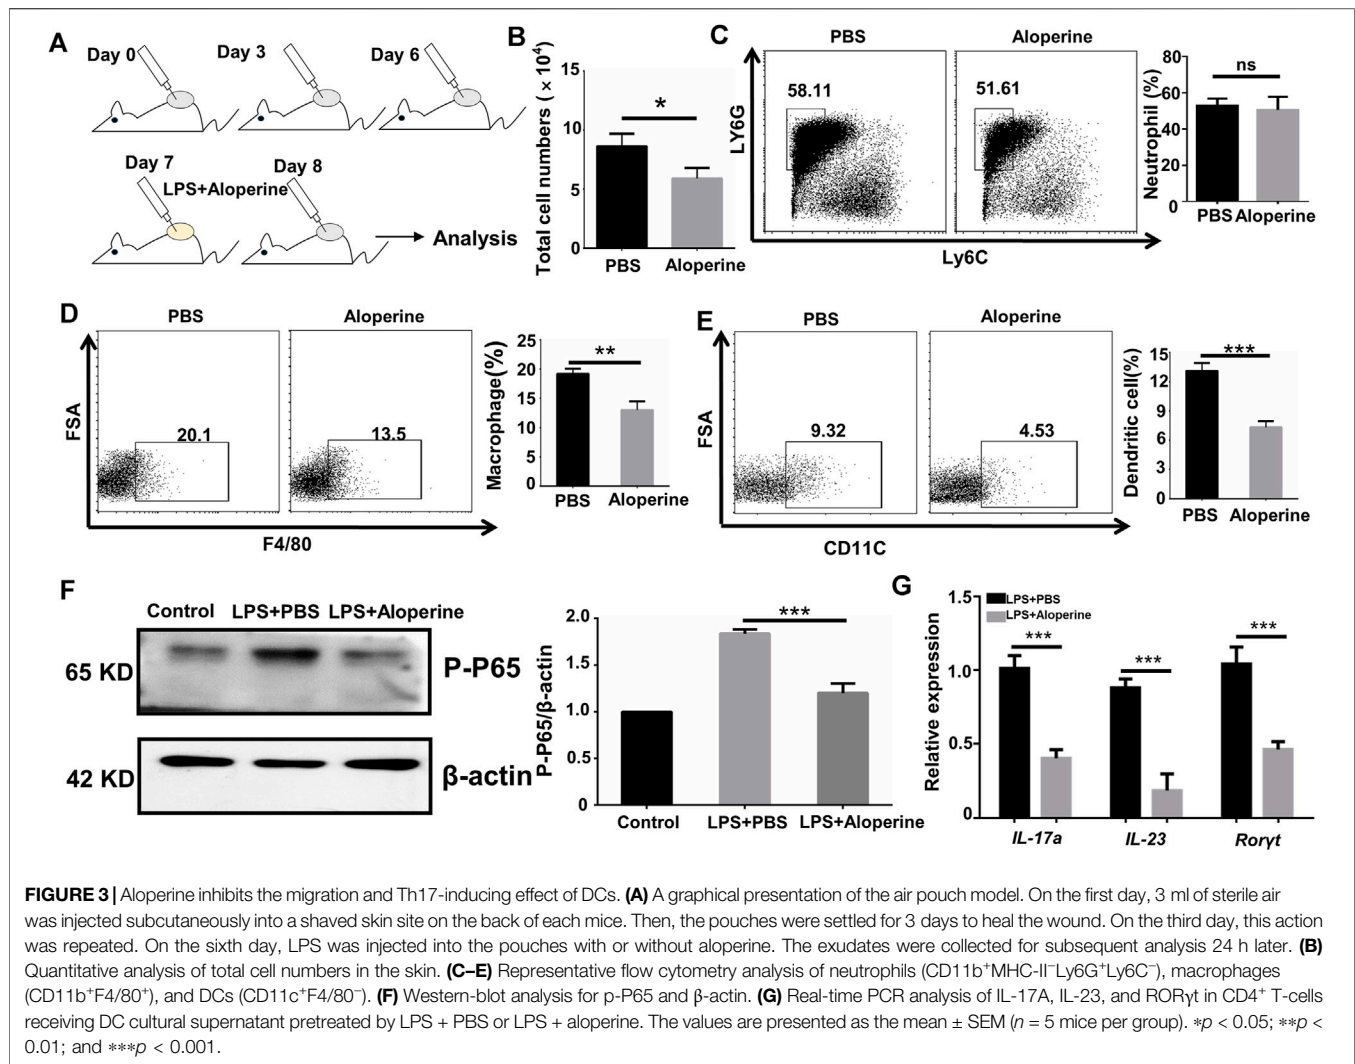 A
Day 0
Day 3
Day 6
Day 7
LPS+Aloperine
Day 8
Analysis
B
Total cell numbers (× 10⁴)
15
10
5
0
*
PBS
Aloperine
C
PBS
Aloperine
58.11
51.61
LY6G
Ly6C
Neutrophil (%)
80
60
40
20
0
ns
PBS Aloperine
D
PBS
Aloperine
FSA
20.1
13.5
F4/80
Macrophage(%)
25
20
15
10
5
0
**
PBS
Aloperine
E
PBS
Aloperine
FSA
9.32
4.53
CD11C
Dendritic cell(%)
15
12
9
6
3
0
***
PBS Aloperine
F
Control LPS+PBS LPS+Aloperine
65 KD
P-P65
42 KD
β-actin
P-P65/β-actin
2.0
1.5
1.0
0.5
0
***
Control
LPS+PBS
LPS+Aloperine
G
LPS+PBS
LPS+Aloperine
Relative expression
1.5
1.0
0.5
0
***
***
***
IL-17a
IL-23
Rorγt
FIGURE 3 | Aloperine inhibits the migration and Th17-inducing effect of DCs. (A) A graphical presentation of the air pouch model. On the first day, 3 ml of sterile air
was injected subcutaneously into a shaved skin site on the back of each mice. Then, the pouches were settled for 3 days to heal the wound. On the third day, this action
was repeated. On the sixth day, LPS was injected into the pouches with or without aloperine. The exudates were collected for subsequent analysis 24 h later. (B)
Quantitative analysis of total cell numbers in the skin. (C–E) Representative flow cytometry analysis of neutrophils (CD11b⁺MHC-II⁻Ly6G⁺Ly6C⁻), macrophages
(CD11b⁺F4/80⁺), and DCs (CD11c⁺F4/80⁻). (F) Western-blot analysis for p-P65 and β-actin. (G) Real-time PCR analysis of IL-17A, IL-23, and RORγt in CD4⁺ T-cells
receiving DC cultural supernatant pretreated by LPS + PBS or LPS + aloperine. The values are presented as the mean ± SEM (n = 5 mice per group). *p < 0.05; **p <
0.01; and ***p < 0.001.